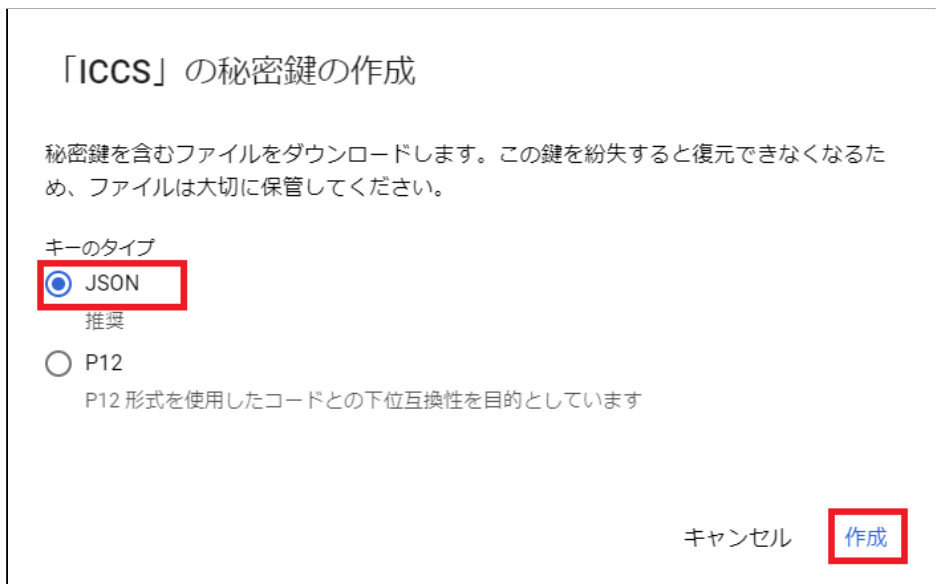 「ICCS」の秘密鍵の作成
秘密鍵を含むファイルをダウンロードします。この鍵を紛失すると復元できなくなるた
め、ファイルは大切に保管してください。
キーのタイプ
JSON
推奨
P12
P12 形式を使用したコードとの下位互換性を目的としています
キャンセル
作成